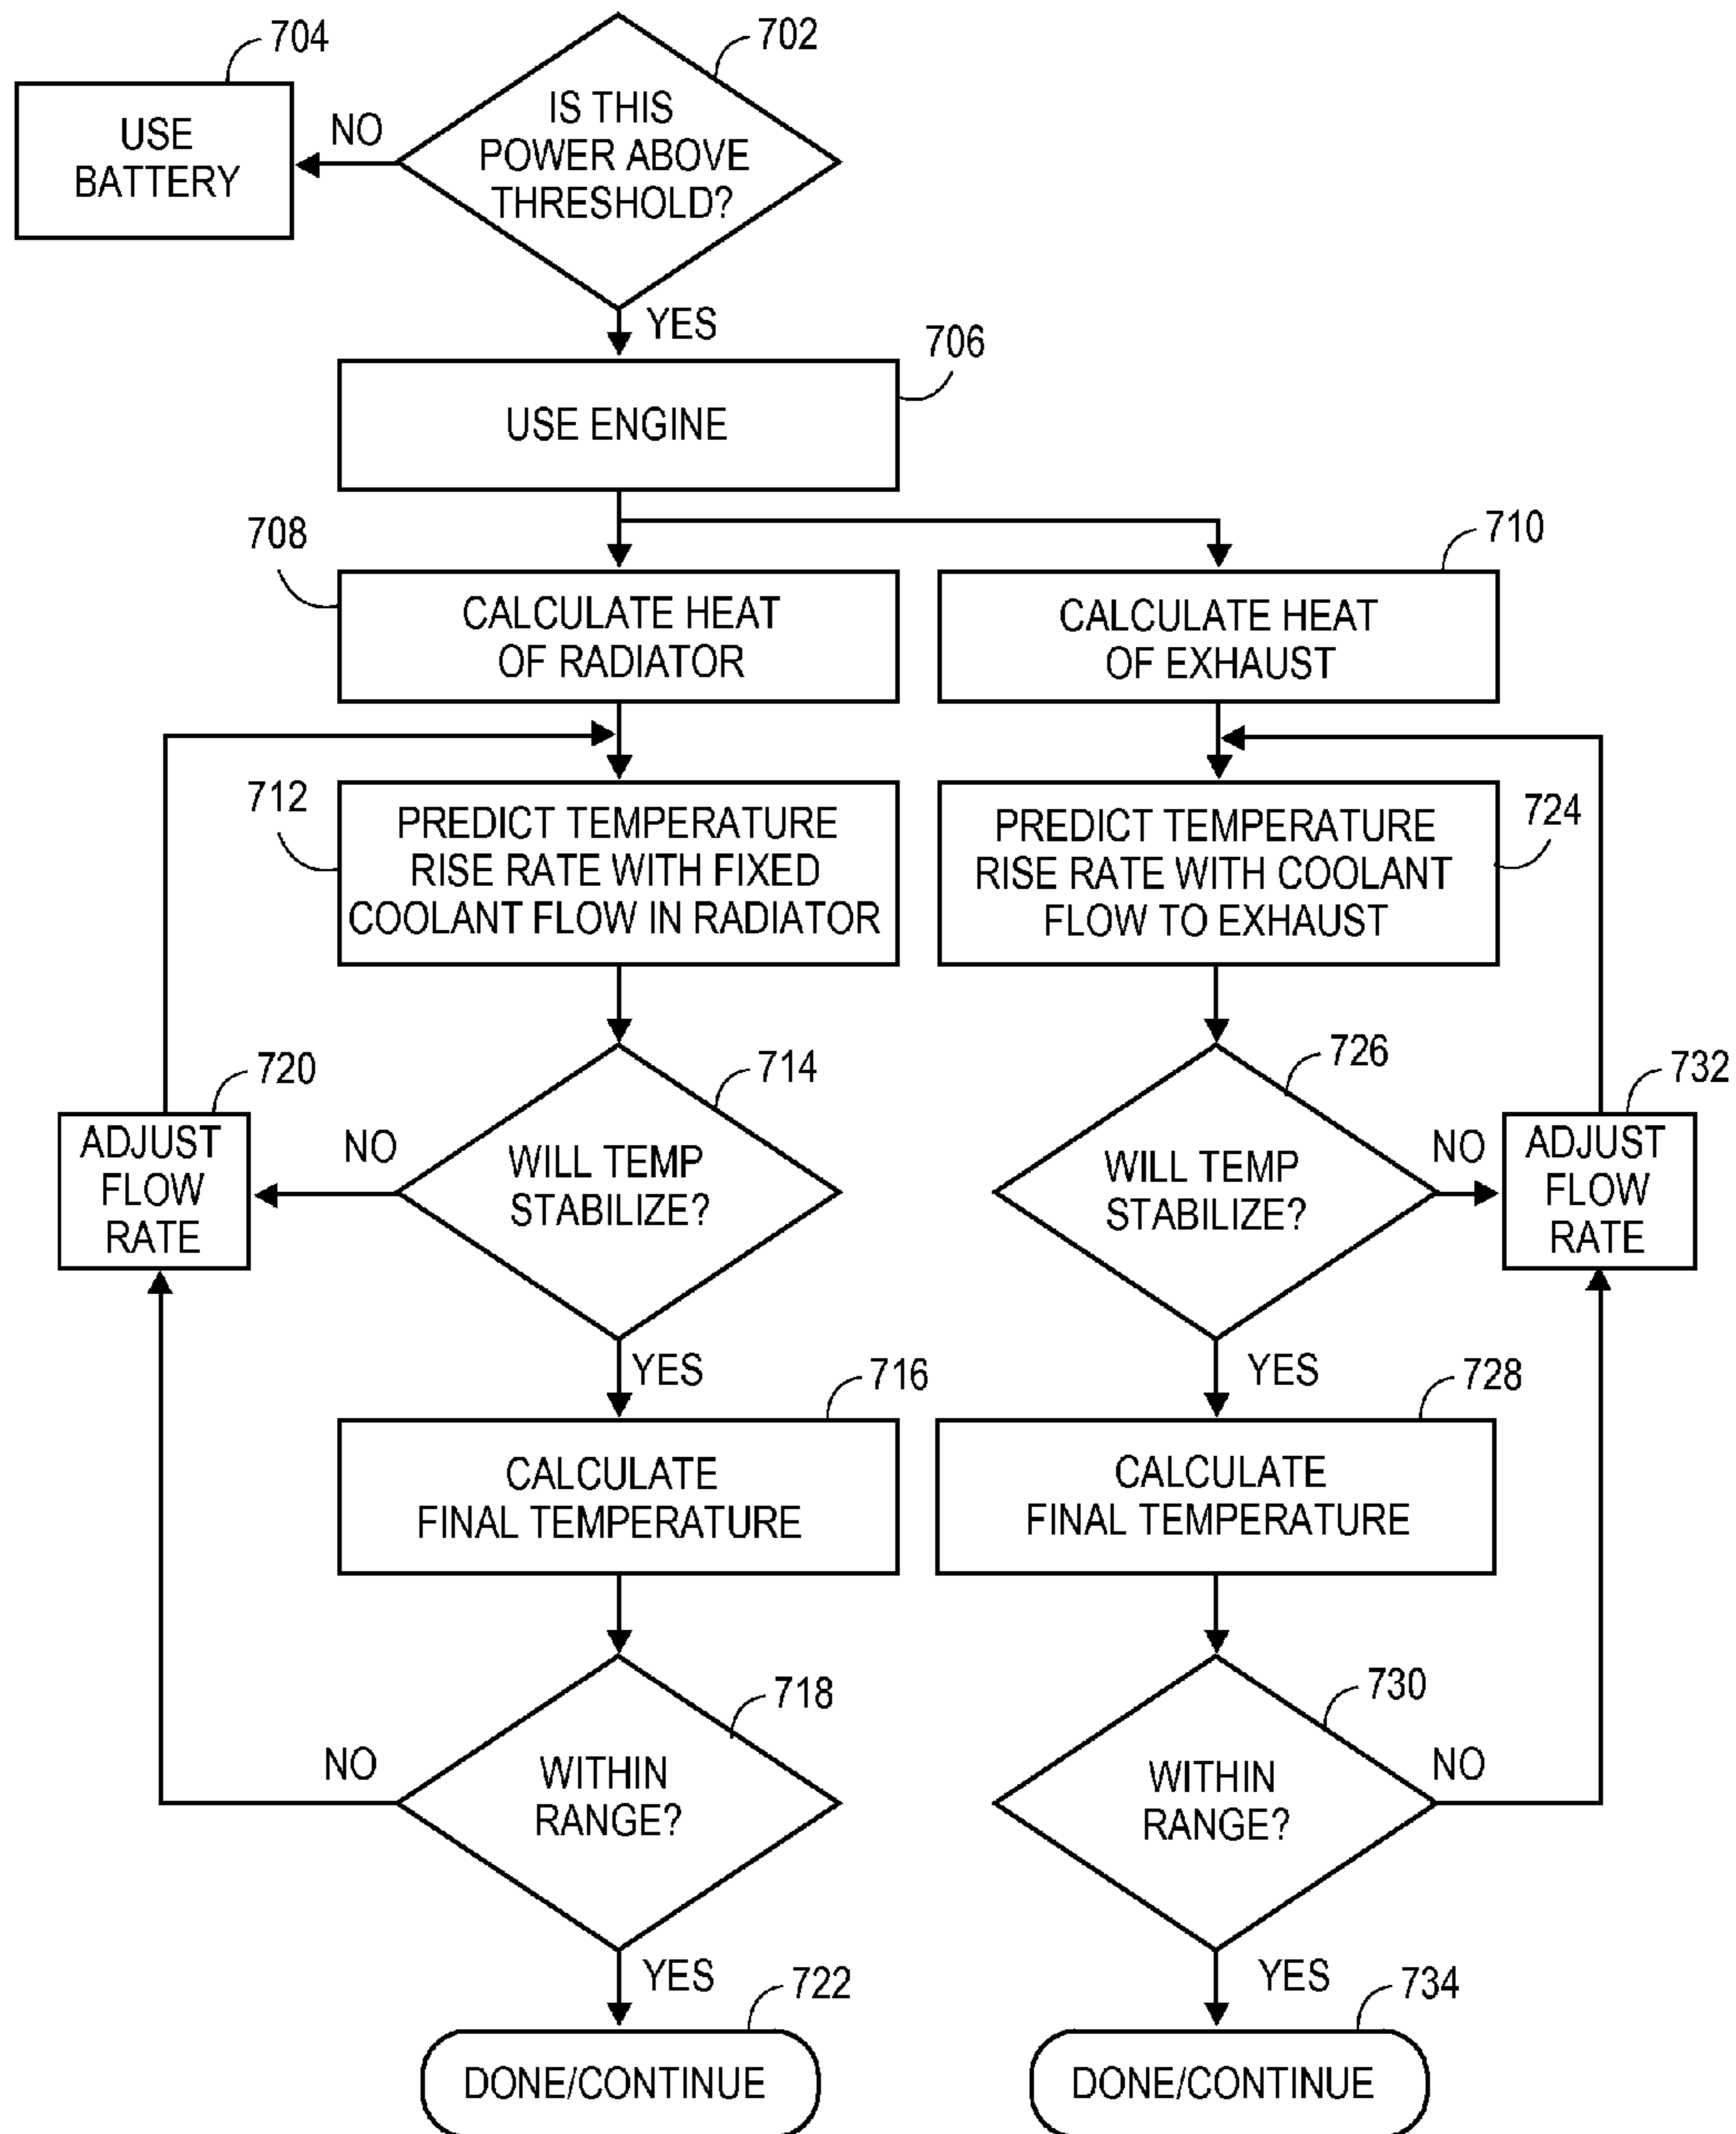 704
702
USE
BATTERY
NO
IS THIS
POWER ABOVE
THRESHOLD?
YES
706
USE ENGINE
708
710
CALCULATE HEAT
OF RADIATOR
CALCULATE HEAT
OF EXHAUST
712
PREDICT TEMPERATURE
RISE RATE WITH FIXED
COOLANT FLOW IN RADIATOR
PREDICT TEMPERATURE
RISE RATE WITH COOLANT
FLOW TO EXHAUST
724
720
714
726
732
ADJUST
FLOW
RATE
NO
WILL TEMP
STABILIZE?
WILL TEMP
STABILIZE?
NO
ADJUST
FLOW
RATE
YES
716
YES
728
CALCULATE
FINAL TEMPERATURE
CALCULATE
FINAL TEMPERATURE
718
730
NO
WITHIN
RANGE?
WITHIN
RANGE?
NO
YES
722
YES
734
DONE/CONTINUE
DONE/CONTINUE